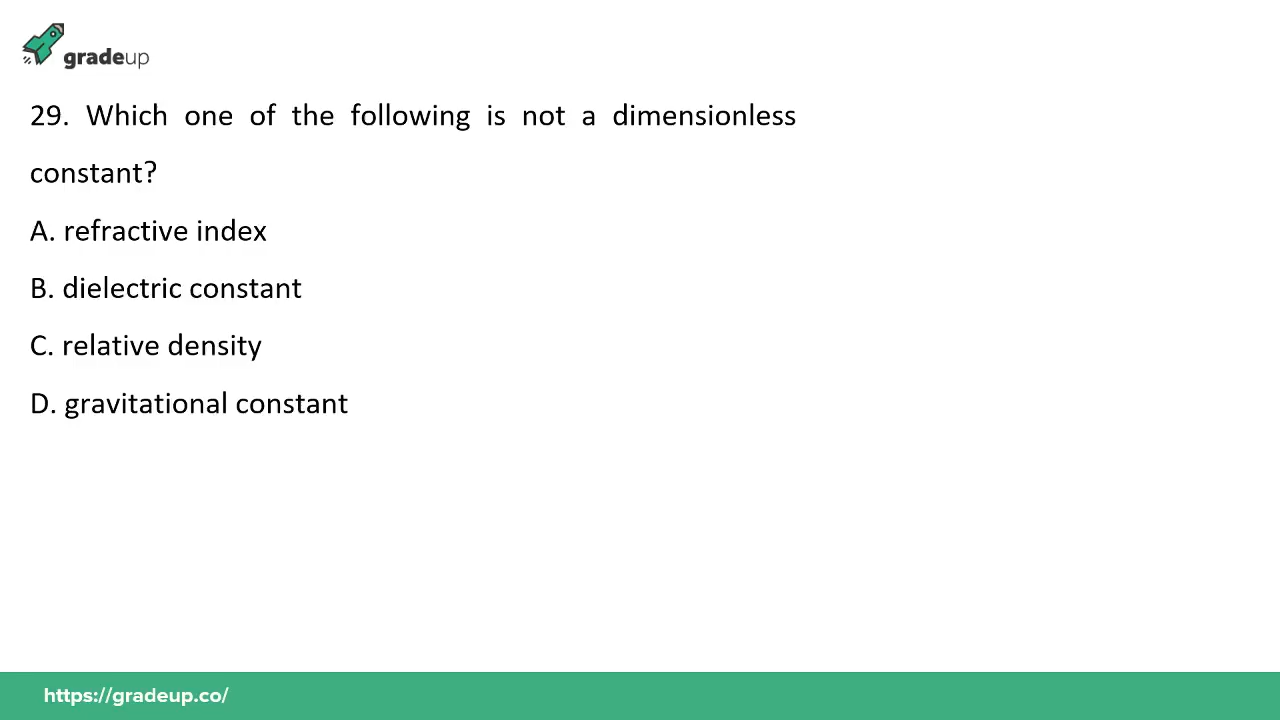 gradeup
29. Which one of the following is not a dimensionless
constant?
A. refractive index
B. dielectric constant
C. relative density
D. gravitational constant
https://gradeup.co/